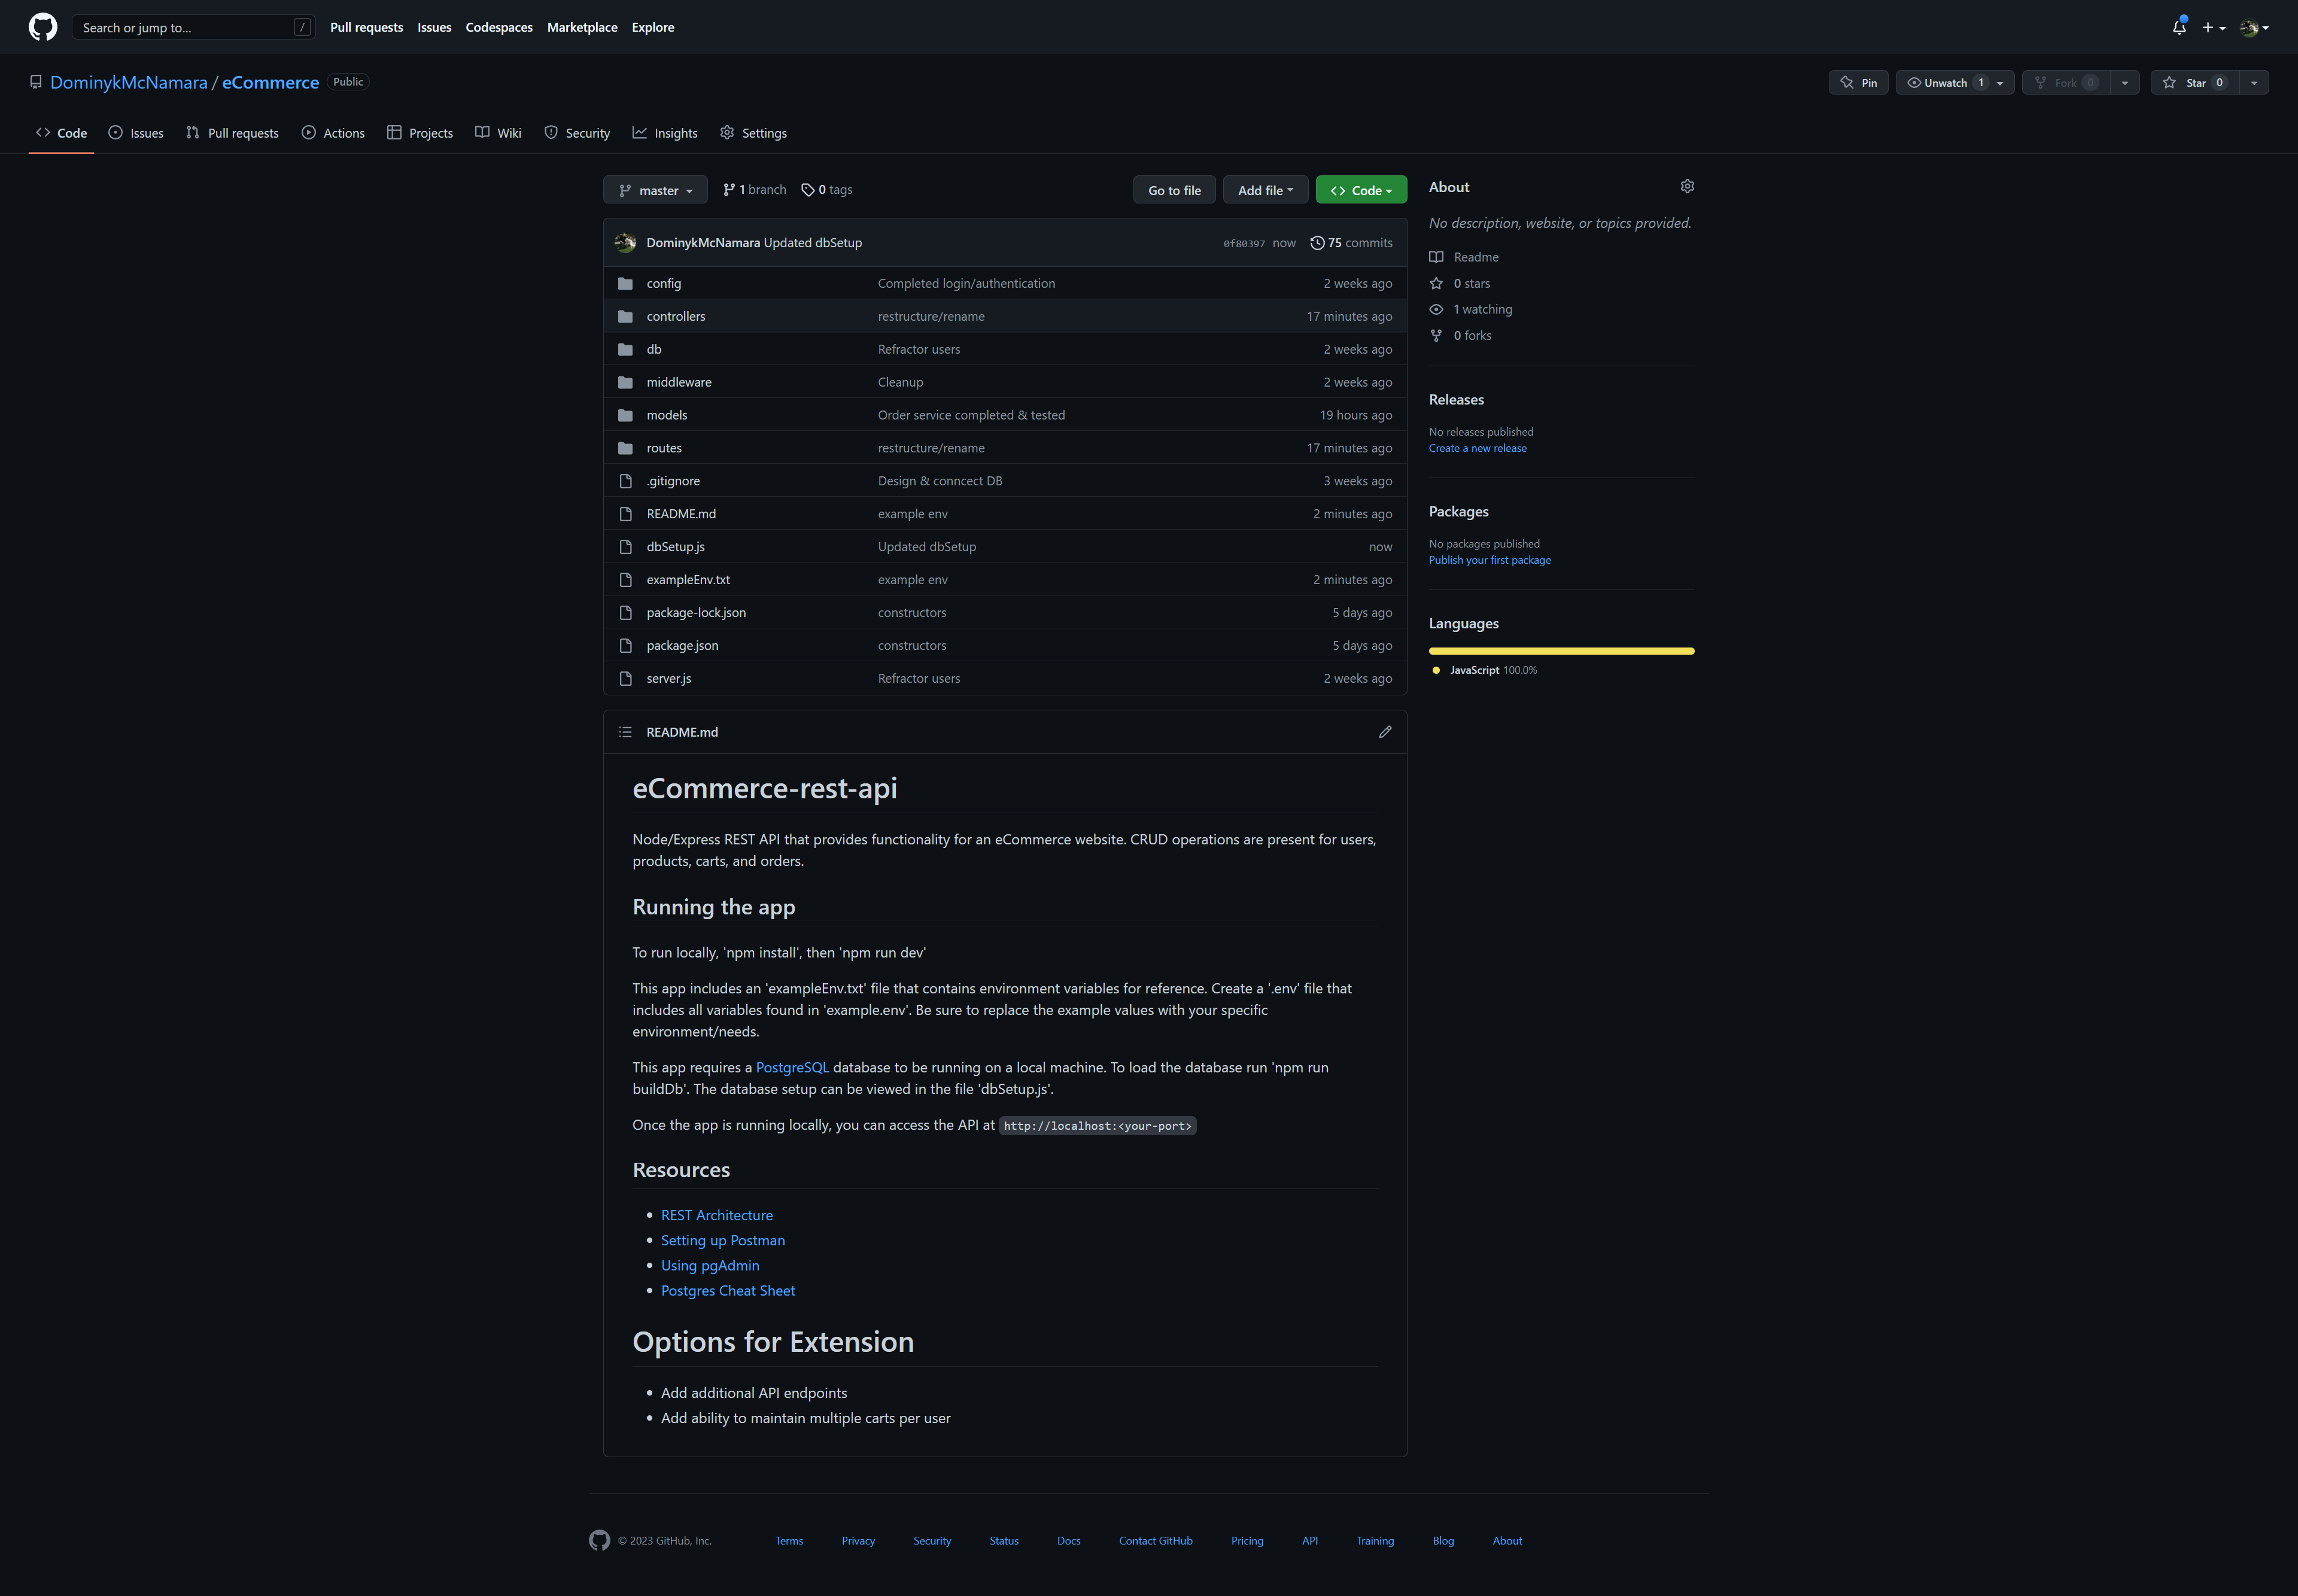 Search or jump to... / Pull requests Issues Codespaces Marketplace Explore
DominykMcNamara / eCommerce Public Pin Unwatch 1 Fork 0 Star 0
Code Issues Pull requests Actions Projects Wiki Security Insights Settings
master 1 branch 0 tags Go to file Add file Code
DominykMcNamara Updated dbSetup 0f80397 now 75 commits
config Completed login/authentication 2 weeks ago
controllers restructure/rename 17 minutes ago
db Refractor users 2 weeks ago
middleware Cleanup 2 weeks ago
models Order service completed & tested 19 hours ago
routes restructure/rename 17 minutes ago
.gitignore Design & conncect DB 3 weeks ago
README.md example env 2 minutes ago
dbSetup.js Updated dbSetup now
exampleEnv.txt example env 2 minutes ago
package-lock.json constructors 5 days ago
package.json constructors 5 days ago
server.js Refractor users 2 weeks ago
About
No description, website, or topics provided.
Readme
0 stars
1 watching
0 forks
Releases
No releases published
Create a new release
Packages
No packages published
Publish your first package
Languages
JavaScript 100.0%
README.md
eCommerce-rest-api
Node/Express REST API that provides functionality for an eCommerce website. CRUD operations are present for users,
products, carts, and orders.
Running the app
To run locally, 'npm install', then 'npm run dev'
This app includes an 'exampleEnv.txt' file that contains environment variables for reference. Create a '.env' file that
includes all variables found in 'example.env'. Be sure to replace the example values with your specific
environment/needs.
This app requires a PostgreSQL database to be running on a local machine. To load the database run 'npm run
buildDb'. The database setup can be viewed in the file 'dbSetup.js'.
Once the app is running locally, you can access the API at http://localhost:<your-port>
Resources
REST Architecture
Setting up Postman
Using pgAdmin
Postgres Cheat Sheet
Options for Extension
Add additional API endpoints
Add ability to maintain multiple carts per user
© 2023 GitHub, Inc. Terms Privacy Security Status Docs Contact GitHub Pricing API Training Blog About